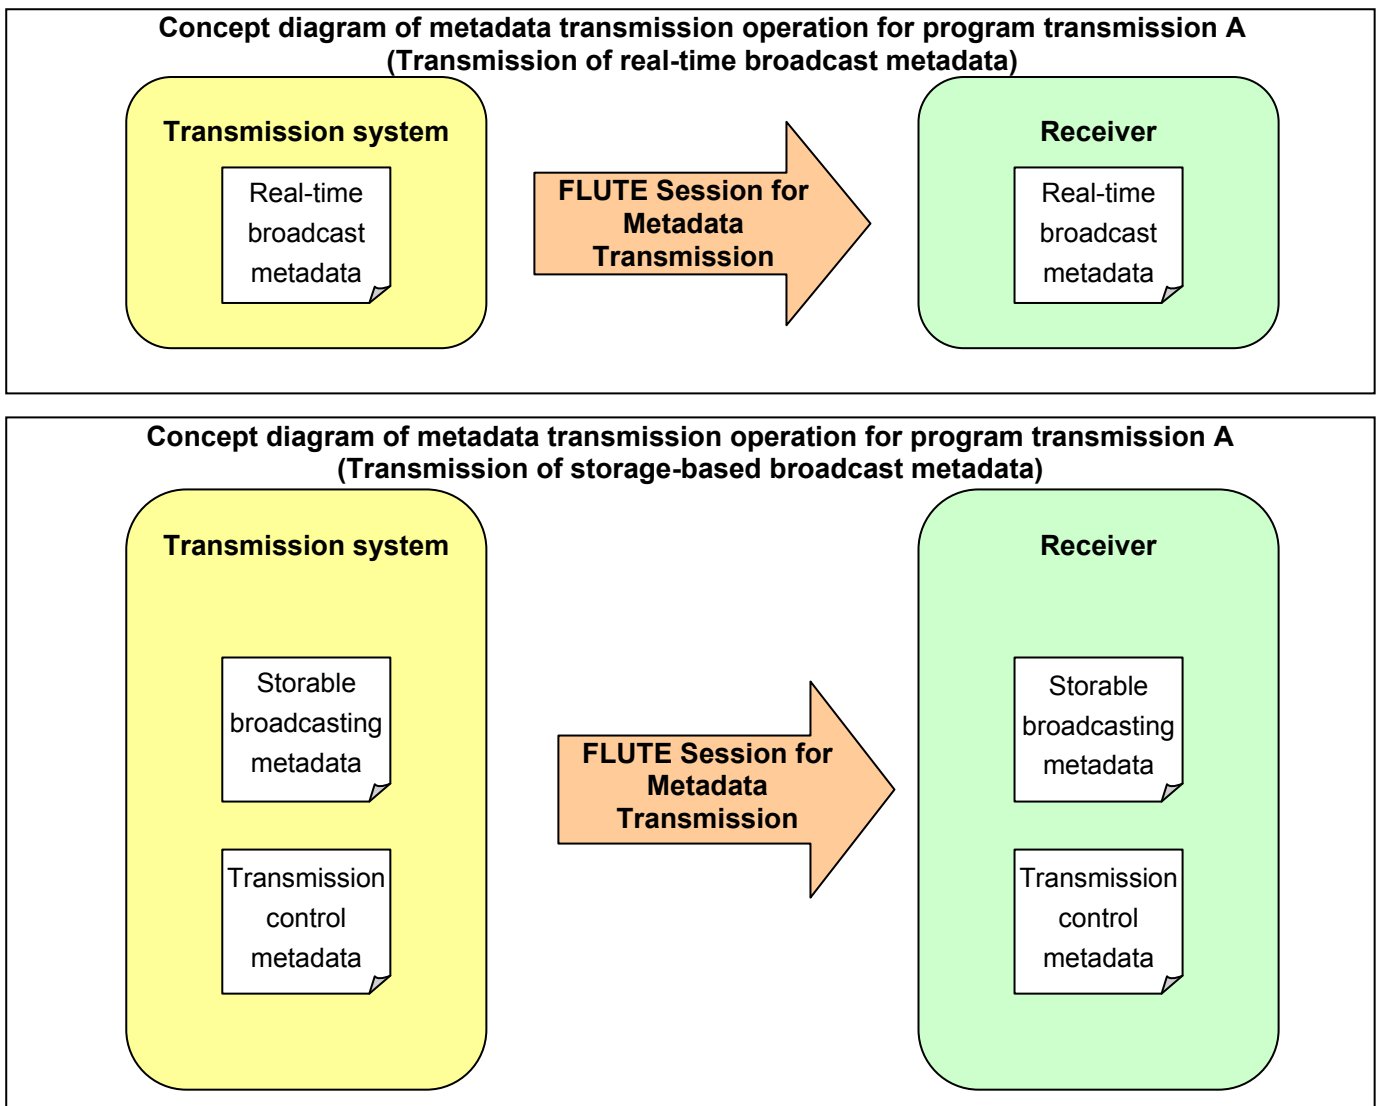 Concept diagram of metadata transmission operation for program transmission A
(Transmission of real-time broadcast metadata)
Transmission system
Real-time
broadcast
metadata
FLUTE Session for
Metadata
Transmission
Receiver
Real-time
broadcast
metadata
Concept diagram of metadata transmission operation for program transmission A
(Transmission of storage-based broadcast metadata)
Transmission system
Storable
broadcasting
metadata
Transmission
control
metadata
FLUTE Session for
Metadata
Transmission
Receiver
Storable
broadcasting
metadata
Transmission
control
metadata